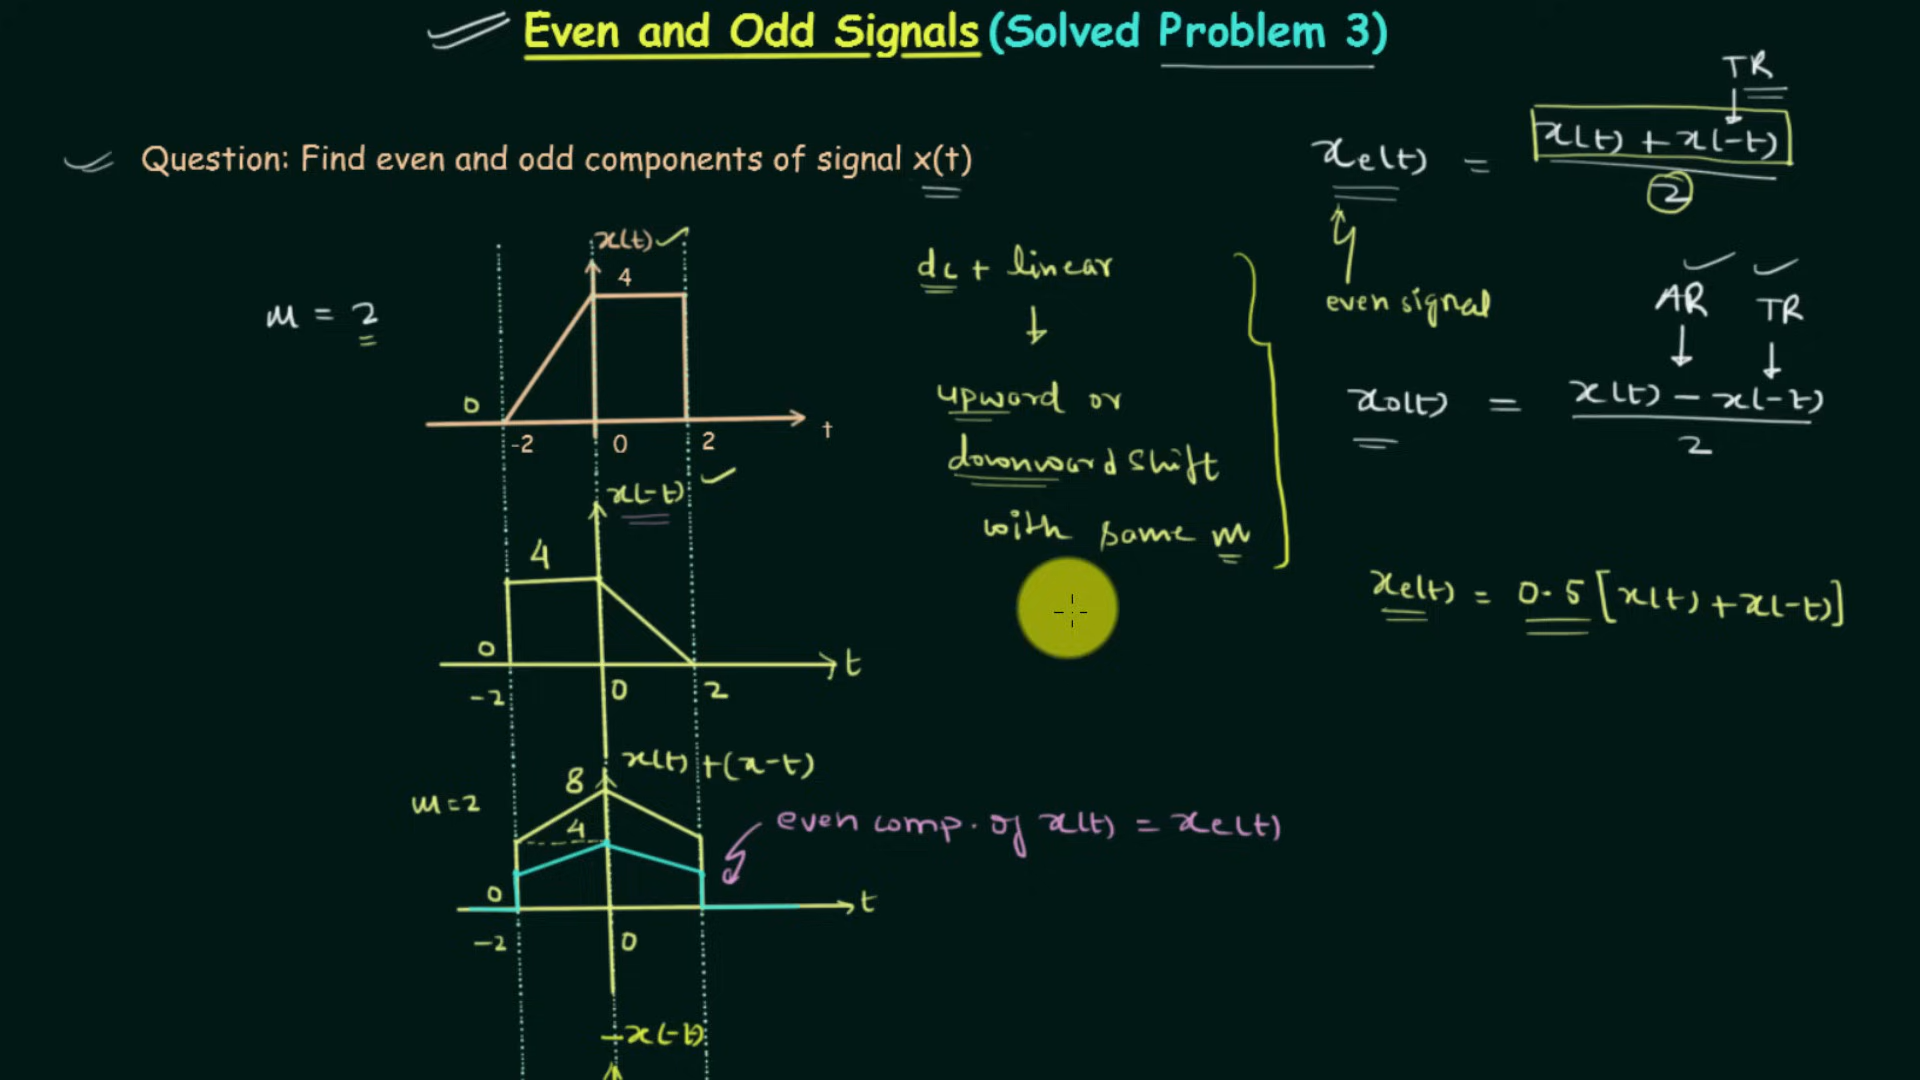 Even and Odd Signals (Solved Problem 3)
TR
Question: Find even and odd components of signal x(t)
xe(t) = x(t) + x(-t)
2
even signal
AR TR
xo(t) = x(t) - x(-t)
2
x(t)
4
m = 2
0
-2 0 2 t
dc + linear
upward or
downward shift
with same m
xe(t) = 0.5 [x(t) + x(-t)]
x(-t)
4
0
-2 0 2 t
x(t) + (x-t)
8
m=2
4
even comp. of x(t) = xe(t)
0
-2 0 t
-x(-t)